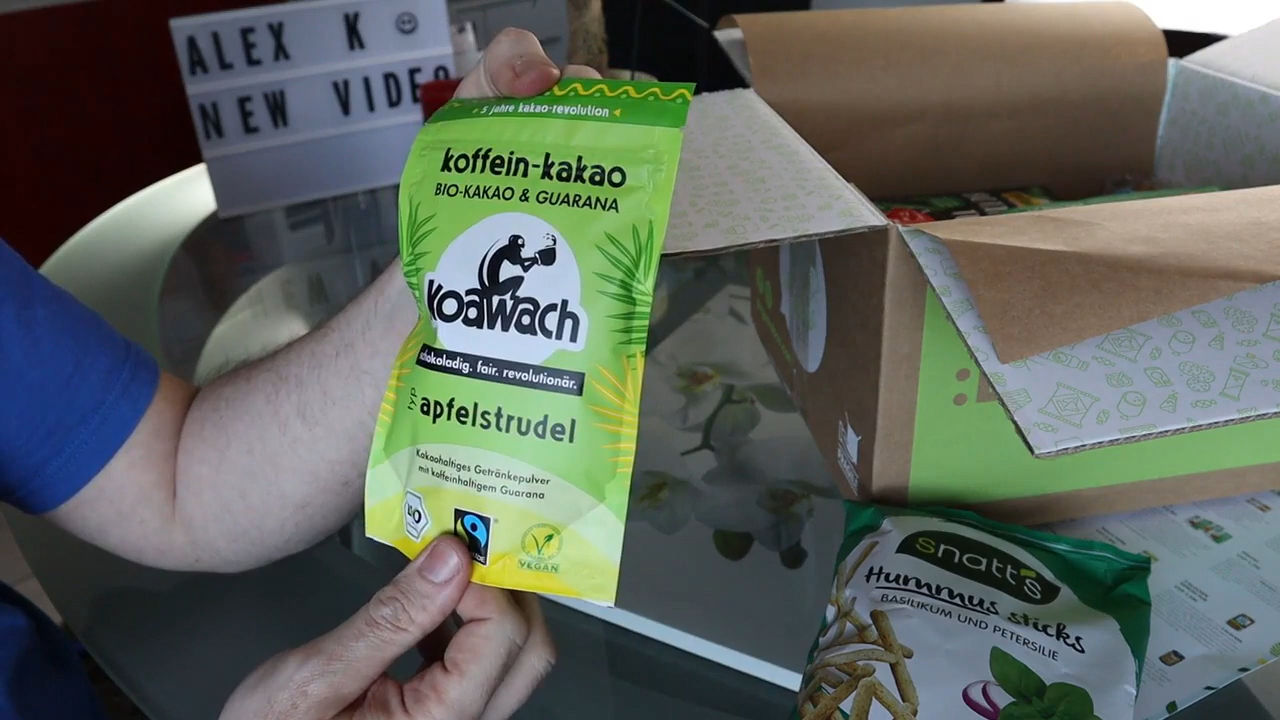 ALEX K
NEW VIDEO
5 jahre kakao-revolution
koffein-kakao
BIO-KAKAO & GUARANA
koawach
schokoladig. fair. revolutionär.
typ
apfelstrudel
Kakaohaltiges Getränkepulver
mit koffeinhaltigem Guarana
BIO
VEGAN
snatt's
Hummus sticks
BASILIKUM UND PETERSILIE